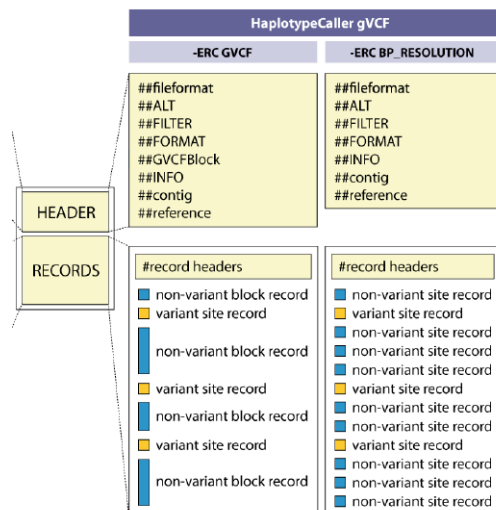 HaplotypeCaller gVCF
-ERC GVCF
-ERC BP_RESOLUTION
##fileformat
##ALT
##FILTER
##FORMAT
##GVCFBlock
##INFO
##contig
##reference
##fileformat
##ALT
##FILTER
##FORMAT
##INFO
##contig
##reference
HEADER
RECORDS
#record headers
non-variant block record
variant site record
non-variant block record
variant site record
non-variant block record
variant site record
non-variant block record
#record headers
non-variant site record
variant site record
non-variant site record
non-variant site record
non-variant site record
variant site record
non-variant site record
non-variant site record
variant site record
non-variant site record
non-variant site record
non-variant site record